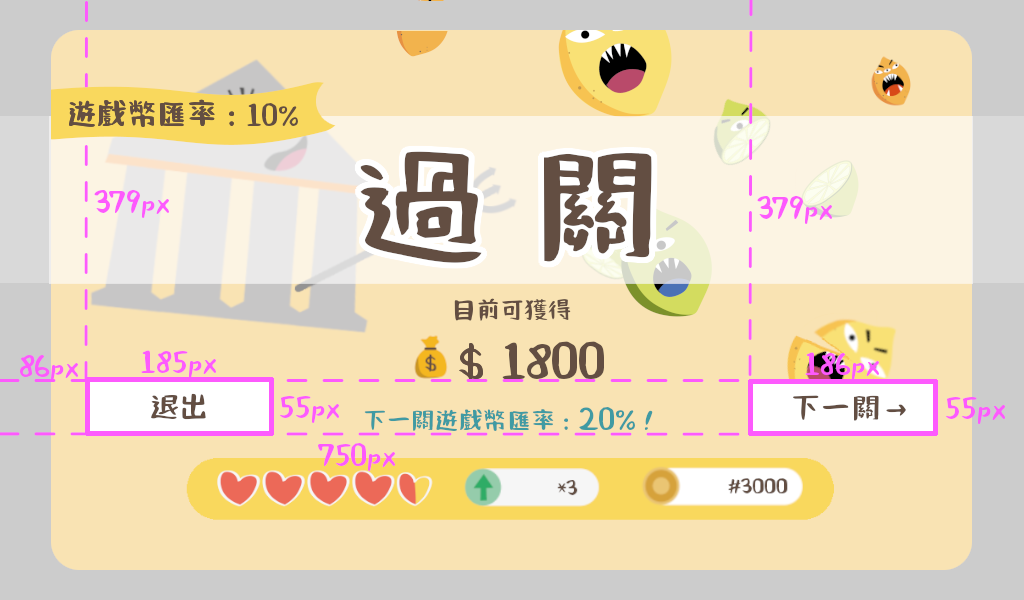 遊戲幣匯率：10%
過 關
379px
379px
目前可獲得
$ 1800
86px
185px
186px
退出
55px
下一關遊戲幣匯率：20%！
下一關→
55px
750px
*3
#3000